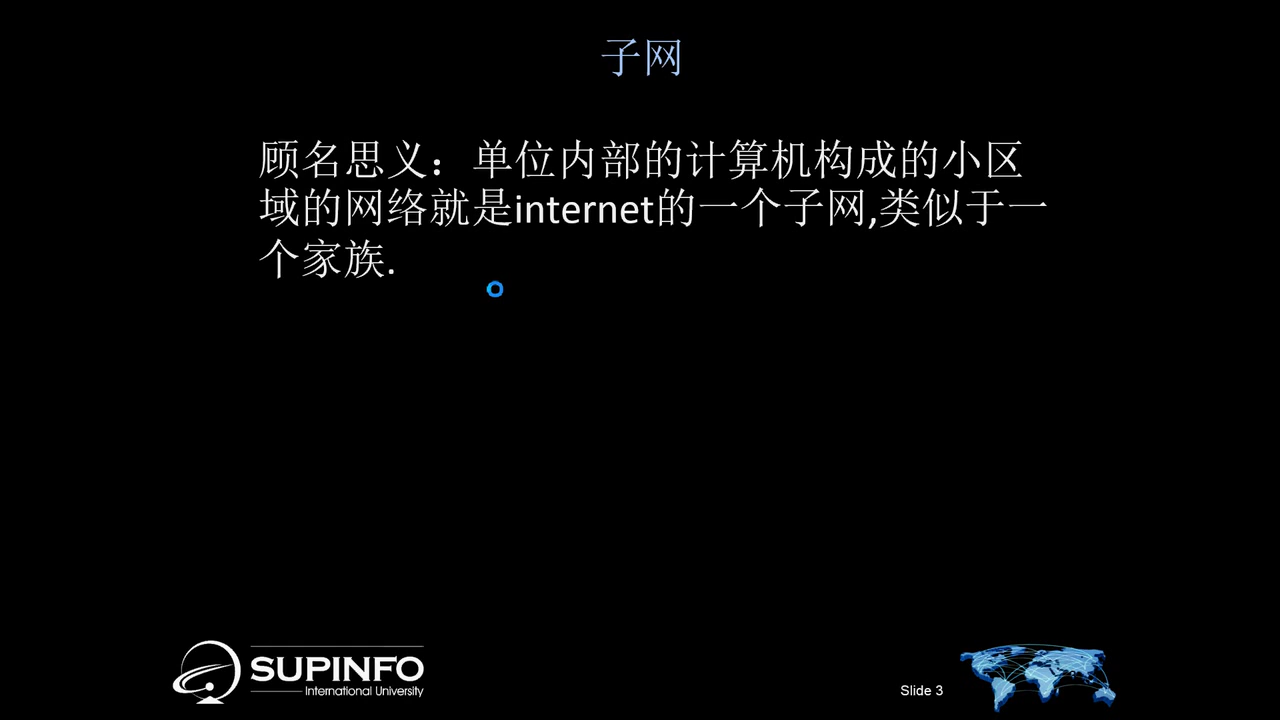 子网
顾名思义：单位内部的计算机构成的小区
域的网络就是internet的一个子网,类似于一
个家族.
SUPINFO
International University
Slide 3